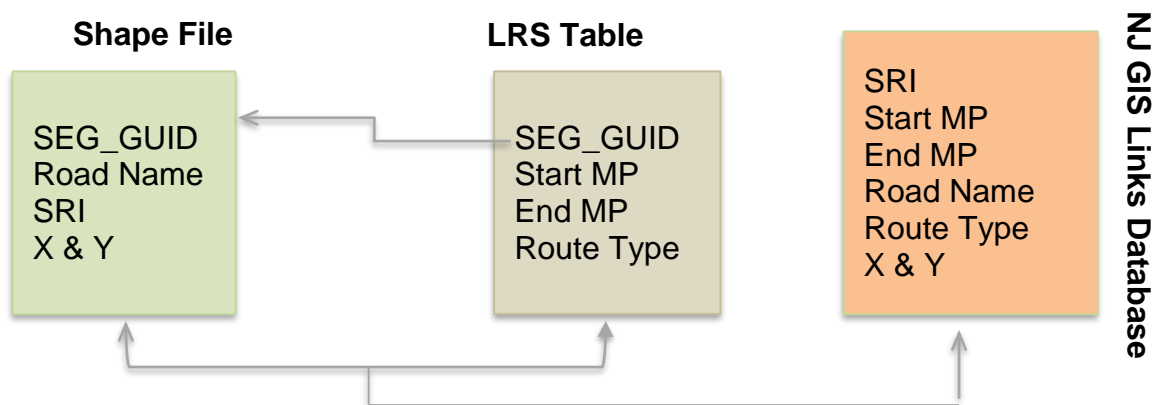 Shape File
SEG_GUID
Road Name
SRI
X & Y
LRS Table
SEG_GUID
Start MP
End MP
Route Type
SRI
Start MP
End MP
Road Name
Route Type
X & Y
NJ GIS Links Database